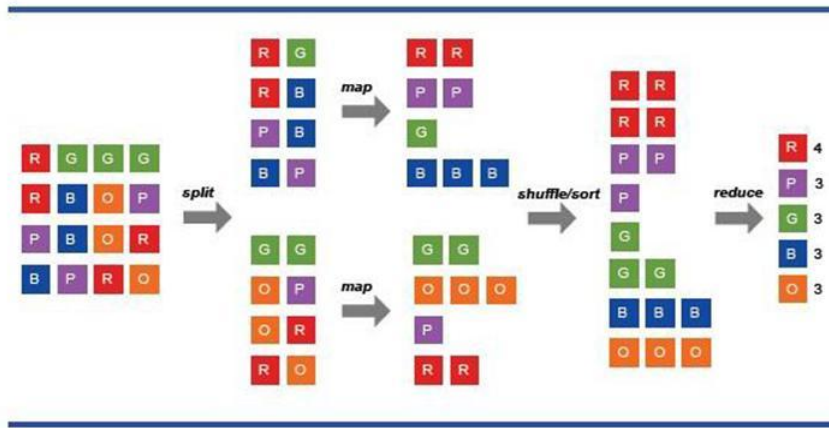 R G G G
R B O P
P B O R
B P R O
split
R G
R B
P B
B P
G G
O P
O R
R O
map
map
R R
P P
G
B B B
G G
O O O
P
R R
shuffle/sort
R R
R R
P P
P
G
G G
B B B
O O O
reduce
R 4
P 3
G 3
B 3
O 3